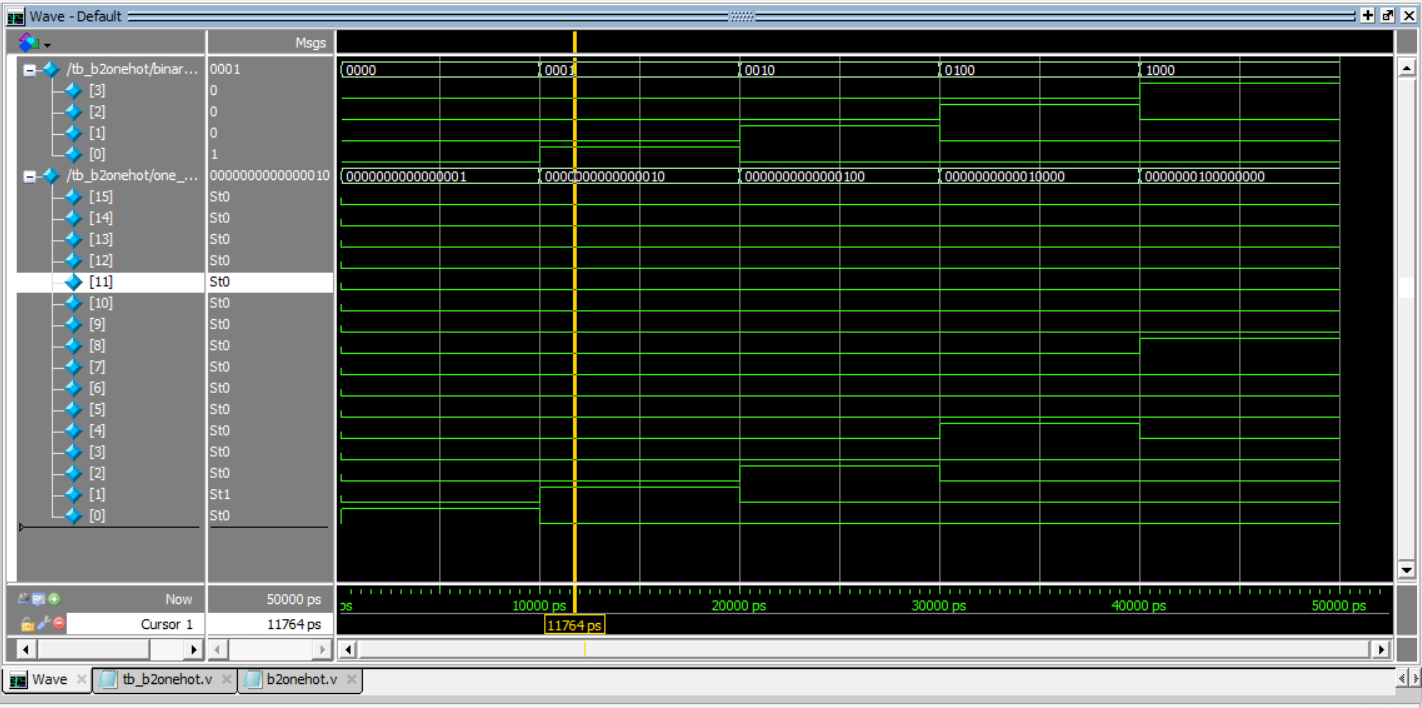 Wave - Default
Msgs
/tb_b2onehot/binar... 0001 0000 0001 0010 0100 1000
[3] 0
[2] 0
[1] 0
[0] 1
/tb_b2onehot/one_... 0000000000000010 0000000000000001 0000000000000010 0000000000000100 0000000000010000 0000000100000000
[15] St0
[14] St0
[13] St0
[12] St0
[11] St0
[10] St0
[9] St0
[8] St0
[7] St0
[6] St0
[5] St0
[4] St0
[3] St0
[2] St0
[1] St1
[0] St0
Now 50000 ps ps 10000 ps 20000 ps 30000 ps 40000 ps 50000 ps
Cursor 1 11764 ps 11764 ps
Wave tb_b2onehot.v b2onehot.v